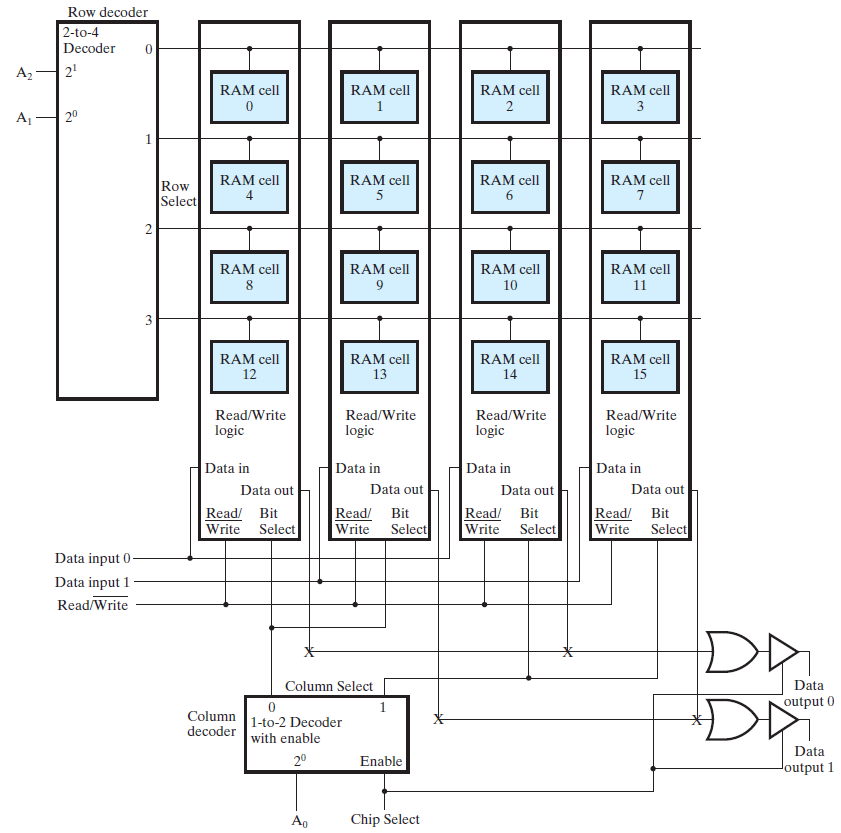 Row decoder
2-to-4
Decoder
0
A₂
2¹
A₁
2⁰
1
Row
Select
2
3
RAM cell
0
RAM cell
1
RAM cell
2
RAM cell
3
RAM cell
4
RAM cell
5
RAM cell
6
RAM cell
7
RAM cell
8
RAM cell
9
RAM cell
10
RAM cell
11
RAM cell
12
RAM cell
13
RAM cell
14
RAM cell
15
Read/Write
logic
Read/Write
logic
Read/Write
logic
Read/Write
logic
Data in
Data out
Read/
Write
Bit
Select
Data in
Data out
Read/
Write
Bit
Select
Data in
Data out
Read/
Write
Bit
Select
Data in
Data out
Read/
Write
Bit
Select
Data input 0
Data input 1
Read/Write
X
X
Data
output 0
Column Select
Column
decoder
0
1
1-to-2 Decoder
with enable
2⁰
Enable
X
X
Data
output 1
A₀
Chip Select